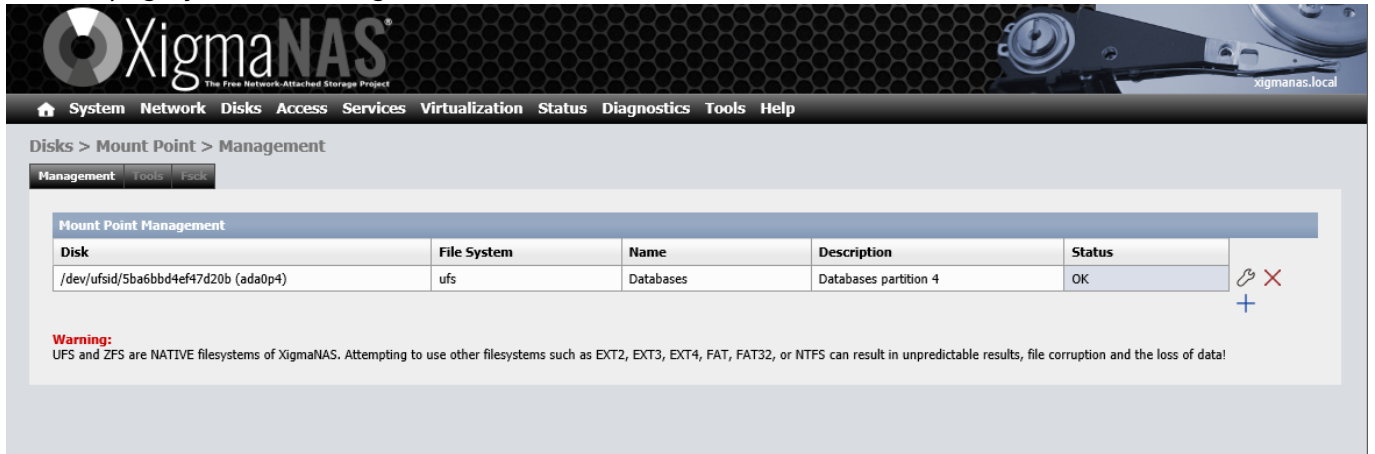 XigmaNAS®
The Free Network-Attached Storage Project
xigmanas.local
System Network Disks Access Services Virtualization Status Diagnostics Tools Help
Disks > Mount Point > Management
Management Tools Fsck
Mount Point Management
Disk File System Name Description Status
/dev/ufsid/5ba6bbd4ef47d20b (ada0p4) ufs Databases Databases partition 4 OK
Warning:
UFS and ZFS are NATIVE filesystems of XigmaNAS. Attempting to use other filesystems such as EXT2, EXT3, EXT4, FAT, FAT32, or NTFS can result in unpredictable results, file corruption and the loss of data!